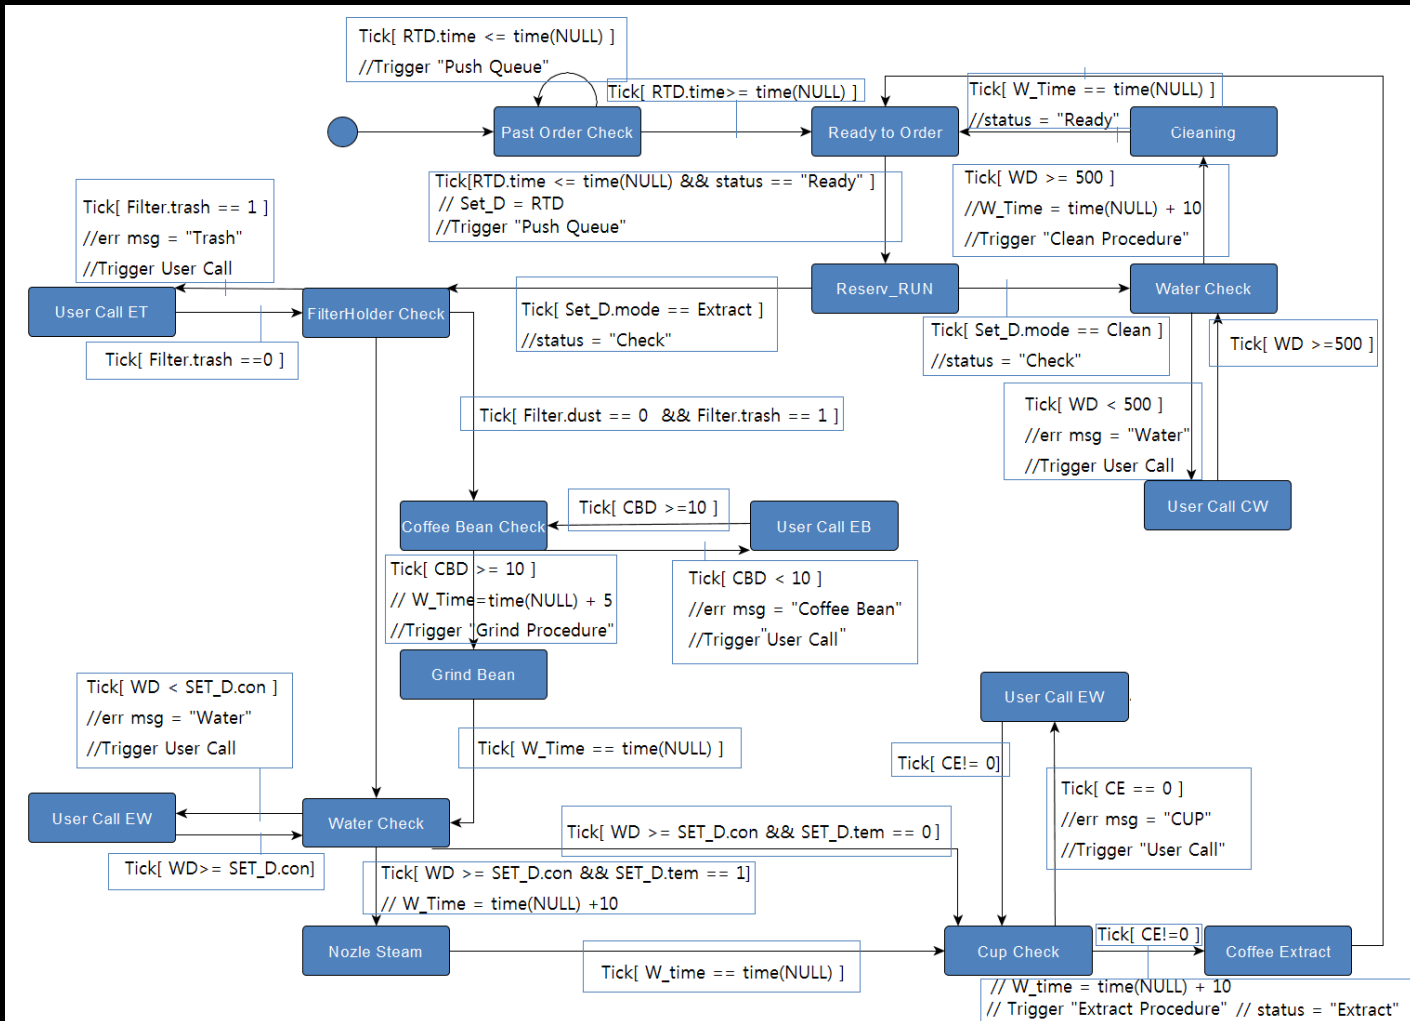 Tick[ RTD.time <= time(NULL) ]
//Trigger "Push Queue"
Tick[ RTD.time>= time(NULL) ]
Tick[ W_Time == time(NULL) ]
//status = "Ready"
Past Order Check
Ready to Order
Cleaning
Tick[RTD.time <= time(NULL) && status == "Ready" ]
// Set_D = RTD
//Trigger "Push Queue"
Tick[ WD >= 500 ]
//W_Time = time(NULL) + 10
//Trigger "Clean Procedure"
Tick[ Filter.trash == 1 ]
//err msg = "Trash"
//Trigger User Call
User Call ET
FilterHolder Check
Reserv_RUN
Water Check
Tick[ Filter.trash ==0 ]
Tick[ Set_D.mode == Extract ]
//status = "Check"
Tick[ Set_D.mode == Clean ]
//status = "Check"
Tick[ WD >=500 ]
Tick[ Filter.dust == 0  && Filter.trash == 1 ]
Tick[ WD < 500 ]
//err msg = "Water"
//Trigger User Call
User Call CW
Coffee Bean Check
Tick[ CBD >=10 ]
User Call EB
Tick[ CBD >= 10 ]
// W_Time=time(NULL) + 5
//Trigger "Grind Procedure"
Tick[ CBD < 10 ]
//err msg = "Coffee Bean"
//Trigger"User Call"
Grind Bean
Tick[ WD < SET_D.con ]
//err msg = "Water"
//Trigger User Call
Tick[ W_Time == time(NULL) ]
User Call EW
Tick[ CE!= 0]
Tick[ CE == 0 ]
//err msg = "CUP"
//Trigger "User Call"
User Call EW
Water Check
Tick[ WD >= SET_D.con && SET_D.tem == 0]
Tick[ WD>= SET_D.con]
Tick[ WD >= SET_D.con && SET_D.tem == 1]
// W_Time = time(NULL) +10
Nozle Steam
Tick[ W_time == time(NULL) ]
Cup Check
Tick[ CE!=0 ]
Coffee Extract
// W_time = time(NULL) + 10
// Trigger "Extract Procedure" // status = "Extract"